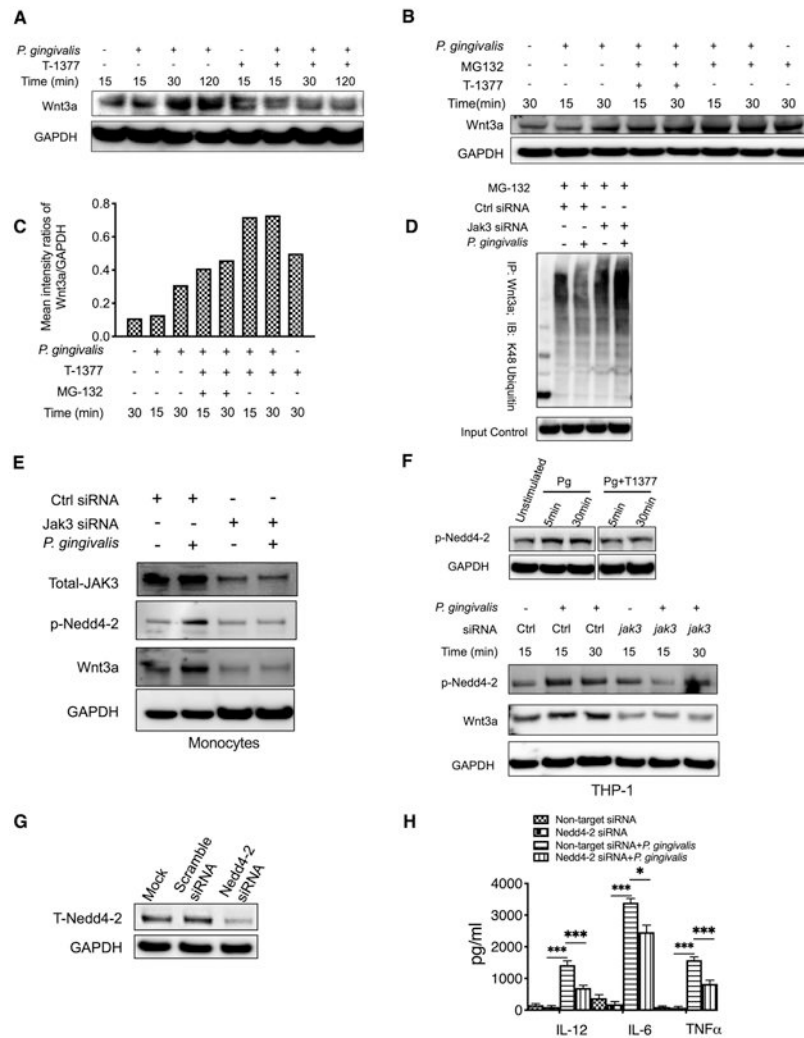 A
P. gingivalis - + + + - + + +
T-1377 - - - - + + + +
Time (min) 15 15 30 120 15 15 30 120
Wnt3a
GAPDH
B
P. gingivalis - + + + + + + -
MG132 - - - + + + + +
T-1377 - - - + + - - -
Time(min) 30 15 30 15 30 15 30 30
Wnt3a
GAPDH
C
Mean intensity ratios of
Wnt3a/GAPDH
0.8
0.6
0.4
0.2
0.0
P. gingivalis - + + + + + + -
T-1377 - - - + + + + +
MG-132 - - - + + - - -
Time (min) 30 15 30 15 30 15 30 30
D
MG-132 + + + +
Ctrl siRNA + + - -
Jak3 siRNA - - + +
P. gingivalis - + - +
IP: Wnt3a; IB: K48 Ubiquitin
Input Control
E
Ctrl siRNA + + - -
Jak3 siRNA - - + +
P. gingivalis - + - +
Total-JAK3
p-Nedd4-2
Wnt3a
GAPDH
Monocytes
F
Unstimulated
Pg
Pg+T1377
5min
30min
5min
30min
p-Nedd4-2
GAPDH
P. gingivalis - + + - + +
siRNA Ctrl Ctrl Ctrl jak3 jak3 jak3
Time (min) 15 15 30 15 15 30
p-Nedd4-2
Wnt3a
GAPDH
THP-1
G
Mock
Scramble
siRNA
Nedd4-2
siRNA
T-Nedd4-2
GAPDH
H
Non-target siRNA
Nedd4-2 siRNA
Non-target siRNA+P. gingivalis
Nedd4-2 siRNA+P. gingivalis
pg/ml
4000
3000
2000
1000
0
*** ***
*** *
*** ***
IL-12 IL-6 TNFα